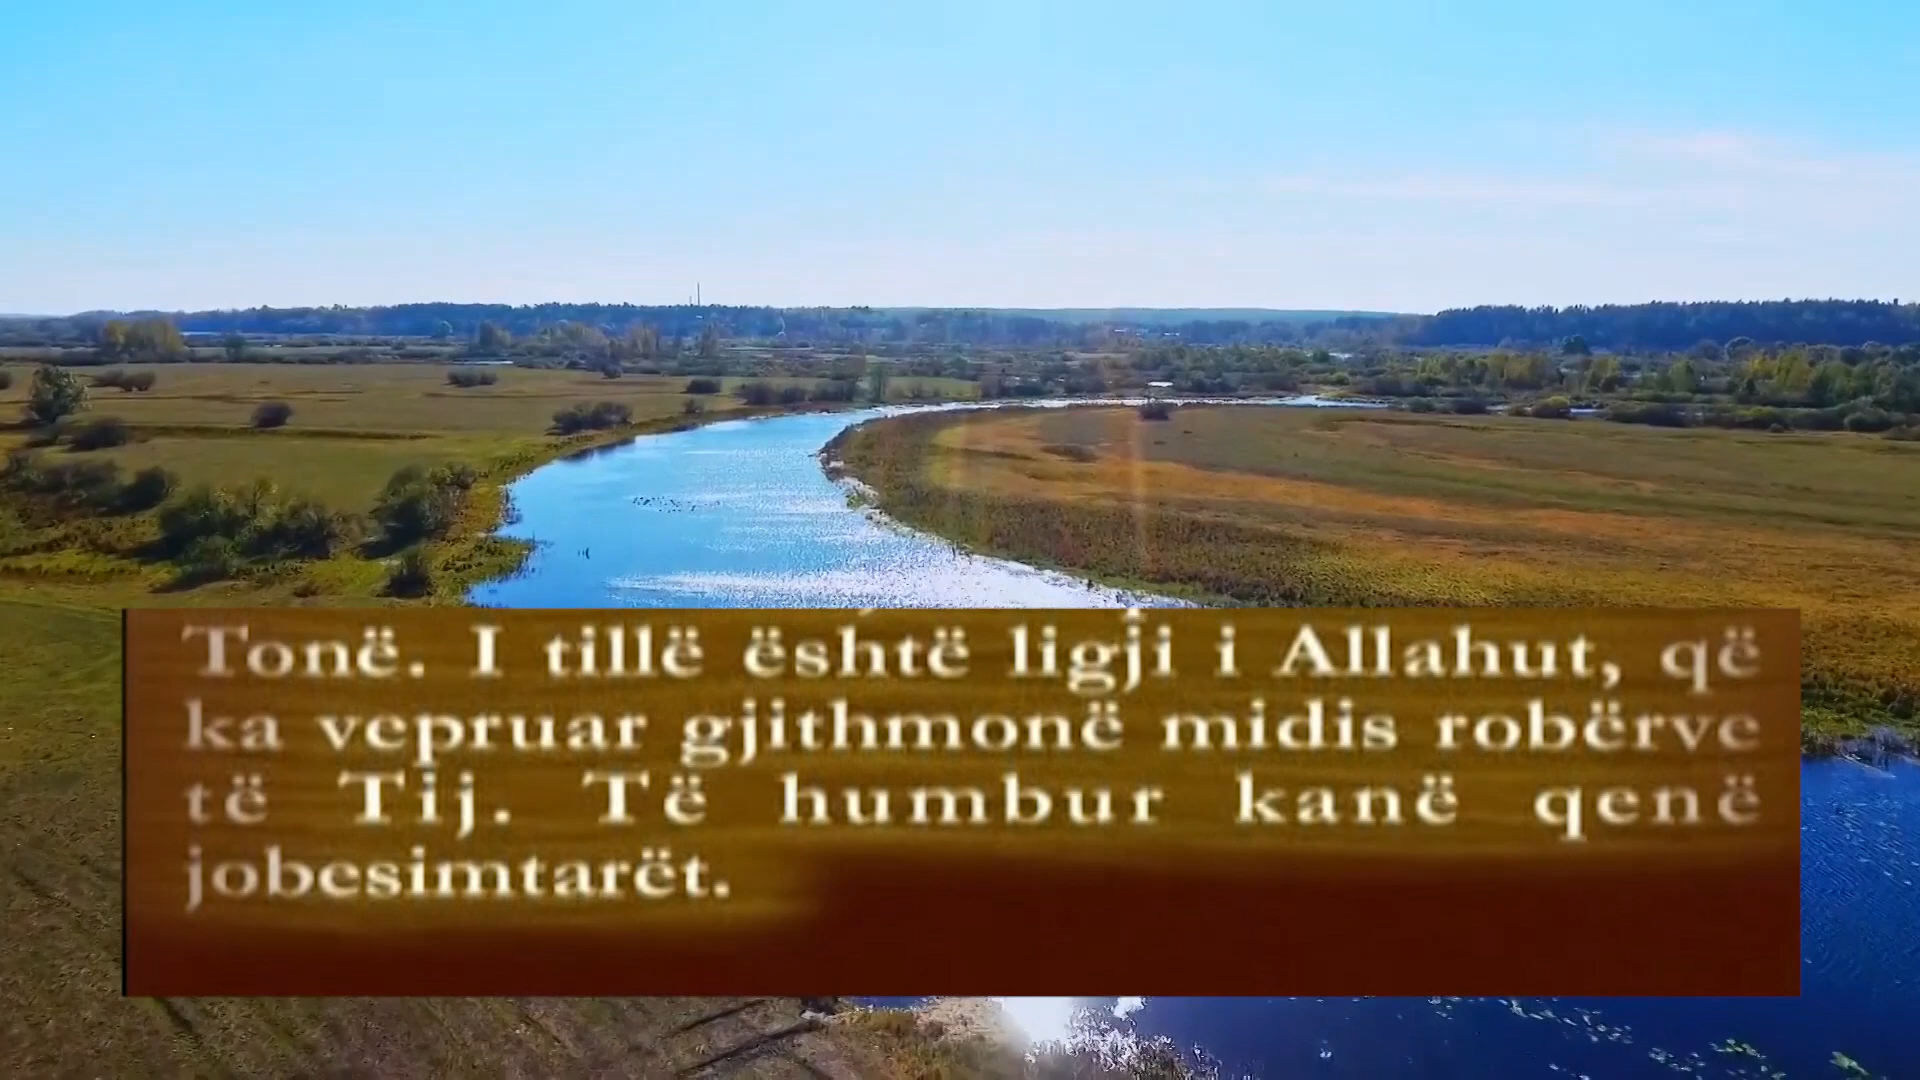 Tonë. I tillë është ligji i Allahut, që
ka vepruar gjithmonë midis robërve
të Tij. Të humbur kanë qenë
jobesimtarët.